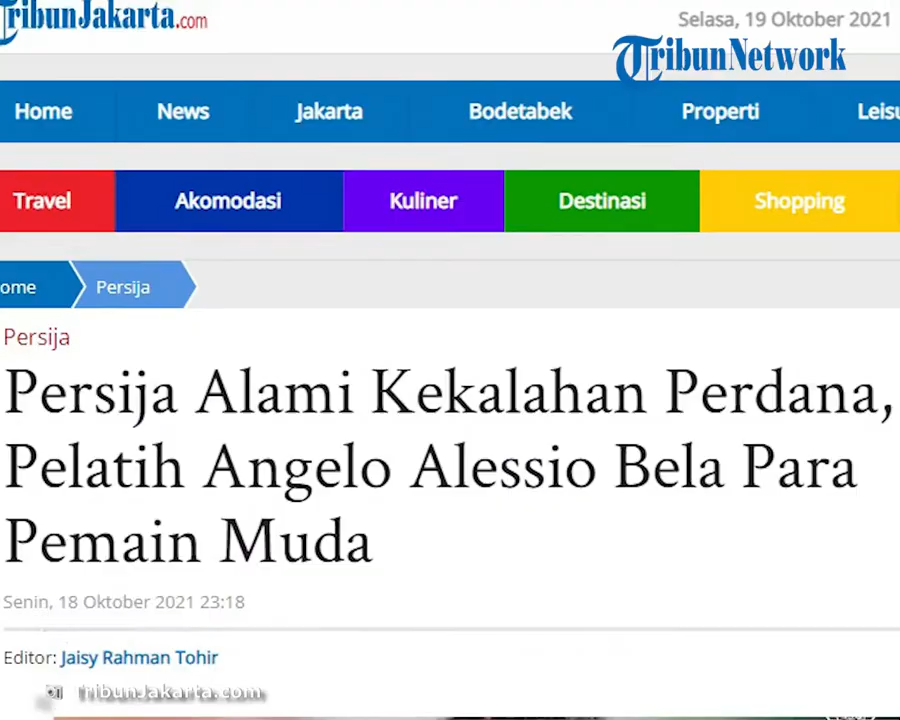 TribunJakarta.com
Selasa, 19 Oktober 2021
TribunNetwork
Home News Jakarta Bodetabek Properti
Travel Akomodasi Kuliner Destinasi Shopping
ome Persija
Persija
Persija Alami Kekalahan Perdana,
Pelatih Angelo Alessio Bela Para
Pemain Muda
Senin, 18 Oktober 2021 23:18
Editor: Jaisy Rahman Tohir
TribunJakarta.com